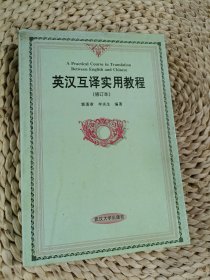 A Practical Course in Translation
Between English and Chinese
英汉互译实用教程
(修订本)
郭著章 李庆生 编著
武汉大学出版社